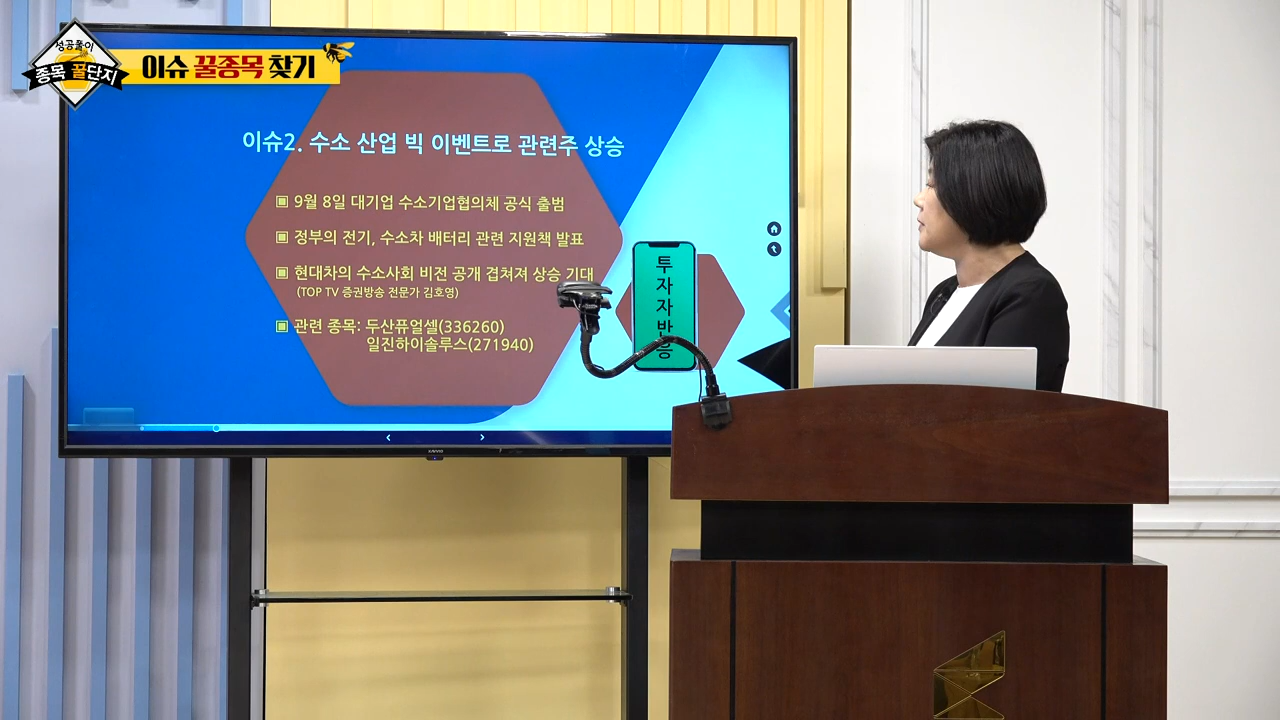 성공풀이
종목 꿀단지
이슈 꿀종목 찾기
이슈2. 수소 산업 빅 이벤트로 관련주 상승
▣ 9월 8일 대기업 수소기업협의체 공식 출범
▣ 정부의 전기, 수소차 배터리 관련 지원책 발표
▣ 현대차의 수소사회 비전 공개 겹쳐져 상승 기대
(TOP TV 증권방송 전문가 김호영)
▣ 관련 종목: 두산퓨얼셀(336260)
일진하이솔루스(271940)
투자자반응